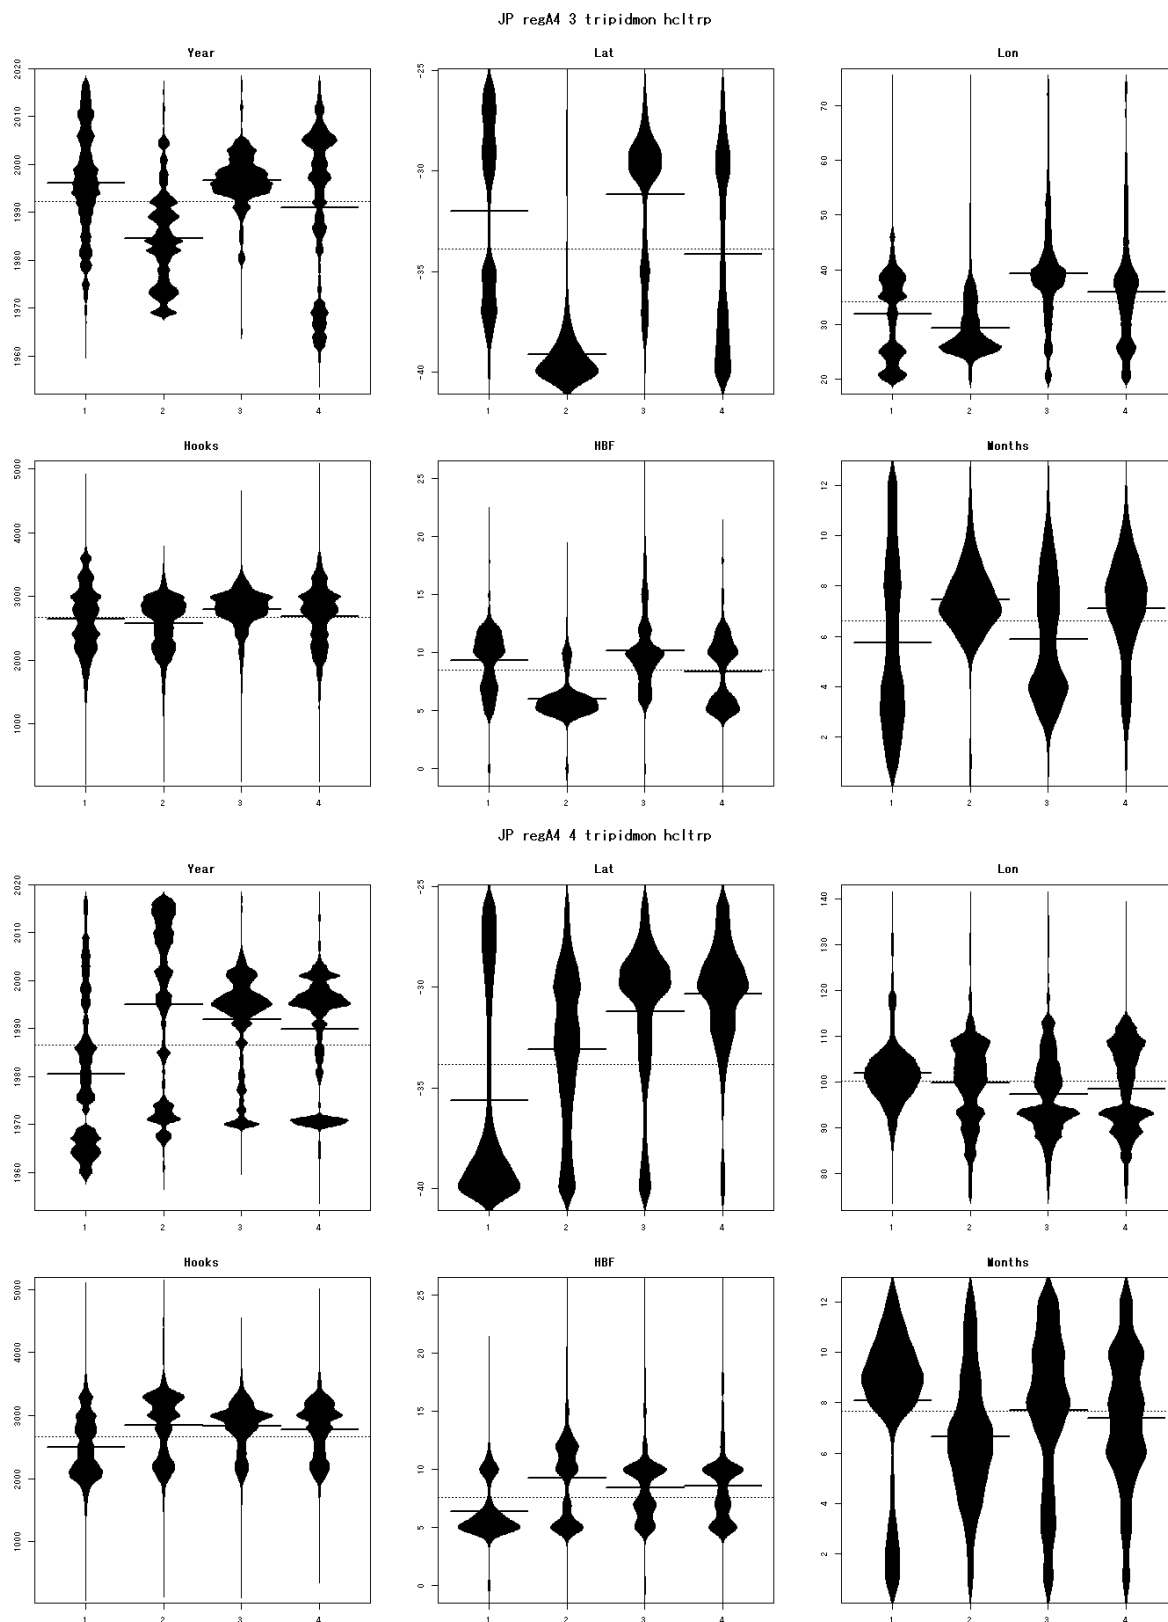 JP regA4 3 tripidmon hcltrp
Year Lat Lon
2020 2010 2000 1990 1980 1970 1960
-25 -30 -35 -40
70 60 50 40 30 20
1 2 3 4 1 2 3 4 1 2 3 4
Hooks HBF Months
5000 4000 3000 2000 1000
25 20 15 10 5 0
12 10 8 6 4 2
1 2 3 4 1 2 3 4 1 2 3 4
JP regA4 4 tripidmon hcltrp
Year Lat Lon
2020 2010 2000 1990 1980 1970 1960
-25 -30 -35 -40
140 130 120 110 100 90 80
1 2 3 4 1 2 3 4 1 2 3 4
Hooks HBF Months
5000 4000 3000 2000 1000
25 20 15 10 5 0
12 10 8 6 4 2
1 2 3 4 1 2 3 4 1 2 3 4